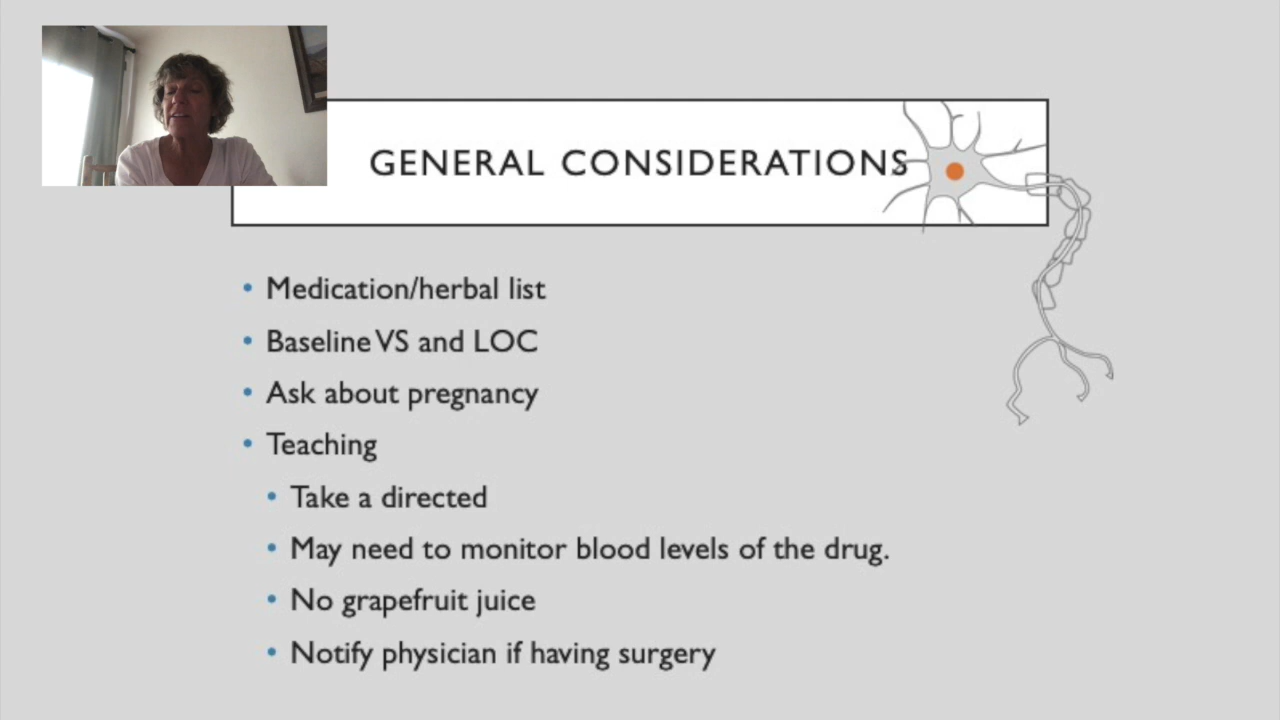 GENERAL CONSIDERATIONS
Medication/herbal list
Baseline VS and LOC
Ask about pregnancy
Teaching
Take a directed
May need to monitor blood levels of the drug.
No grapefruit juice
Notify physician if having surgery